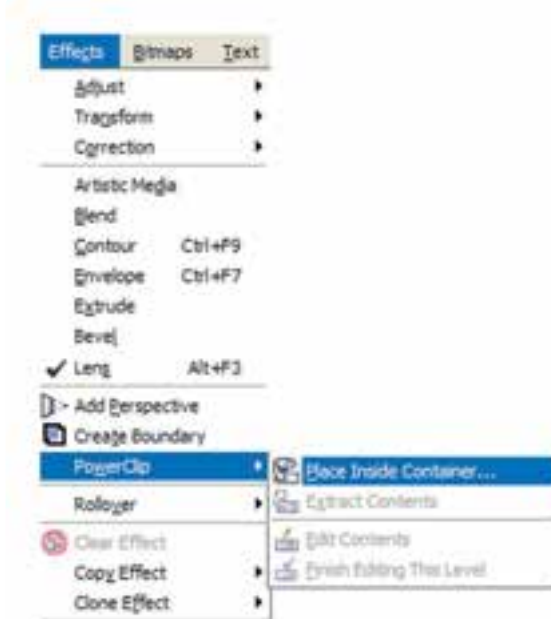 Effects Bitmaps Text
Adjust
Transform
Correction
Artistic Media
Blend
Contour Ctrl+F9
Envelope Ctrl+F7
Extrude
Bevel
Lens Alt+F3
Add Perspective
Create Boundary
PowerClip
Place Inside Container...
Rollover
Extract Contents
Clear Effect
Edit Contents
Copy Effect
Finish Editing This Level
Clone Effect